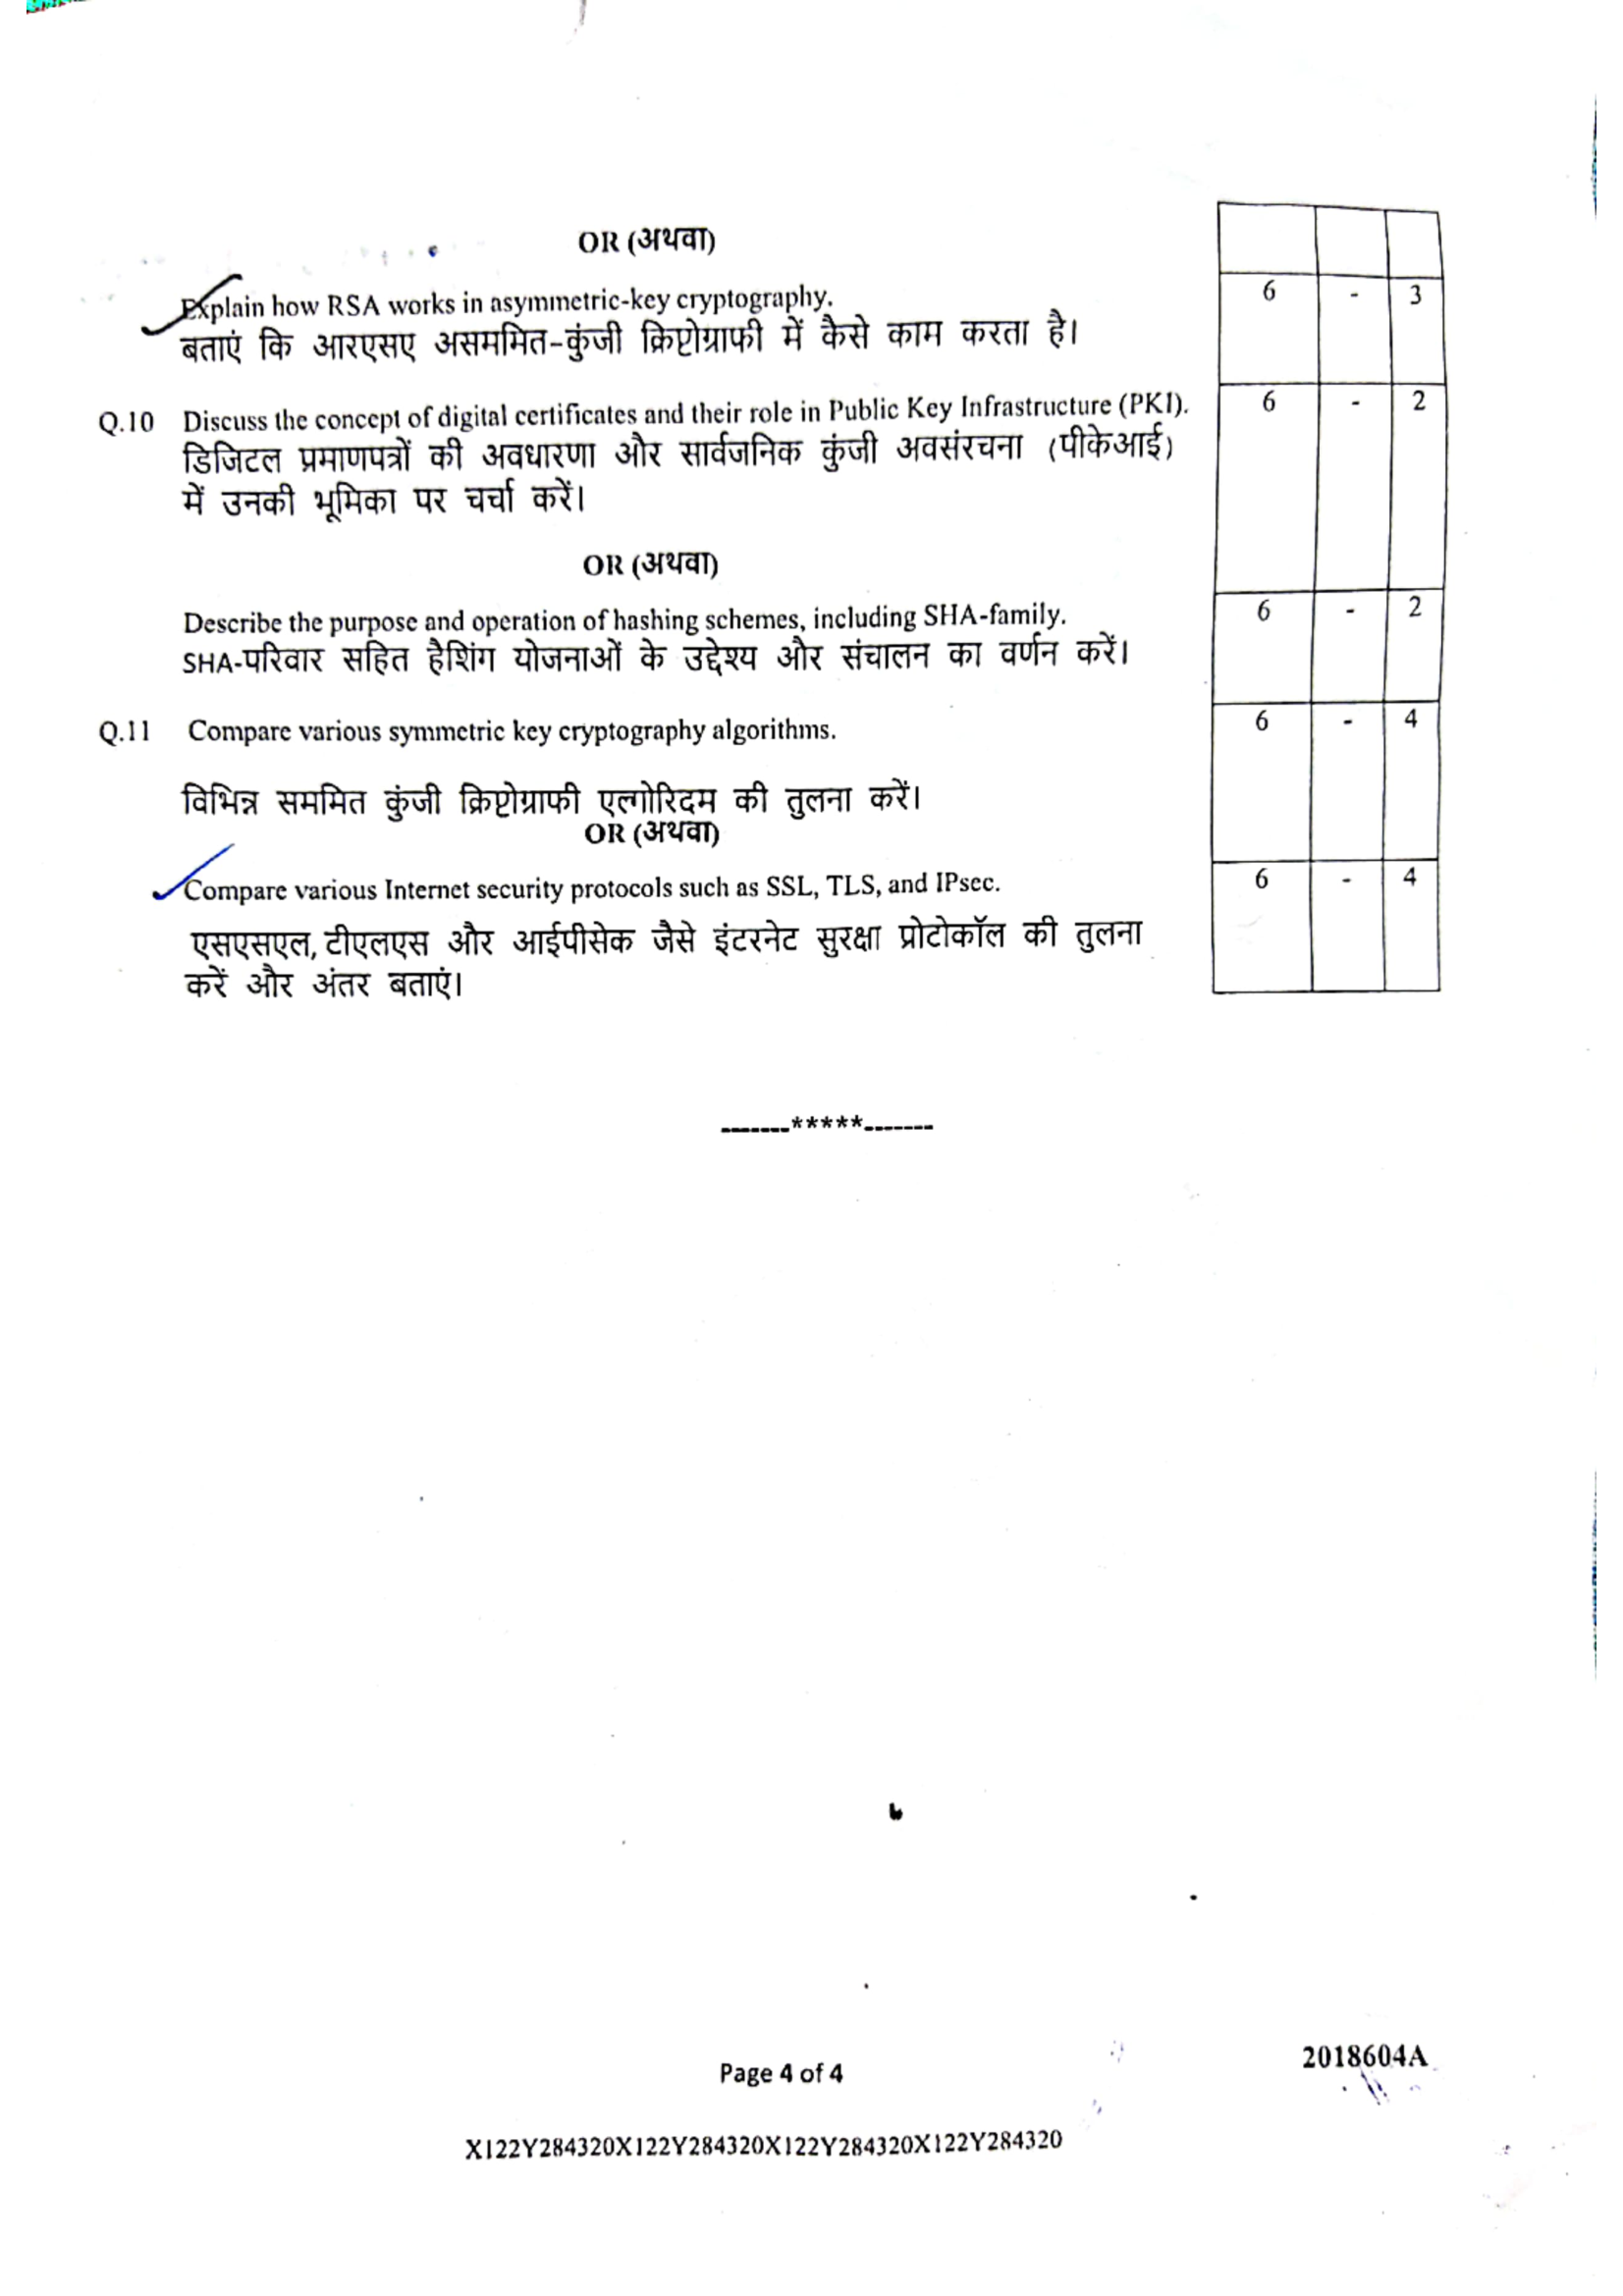 OR (अथवा)
Explain how RSA works in asymmetric-key cryptography.
बताएं कि आरएसए असममित-कुंजी क्रिप्टोग्राफी में कैसे काम करता है।
6 - 3
Q.10 Discuss the concept of digital certificates and their role in Public Key Infrastructure (PKI).
डिजिटल प्रमाणपत्रों की अवधारणा और सार्वजनिक कुंजी अवसंरचना (पीकेआई)
में उनकी भूमिका पर चर्चा करें।
6 - 2
OR (अथवा)
Describe the purpose and operation of hashing schemes, including SHA-family.
SHA-परिवार सहित हैशिंग योजनाओं के उद्देश्य और संचालन का वर्णन करें।
6 - 2
Q.11 Compare various symmetric key cryptography algorithms.
विभिन्न सममित कुंजी क्रिप्टोग्राफी एल्गोरिदम की तुलना करें।
6 - 4
OR (अथवा)
Compare various Internet security protocols such as SSL, TLS, and IPsec.
एसएसएल, टीएलएस और आईपीसेक जैसे इंटरनेट सुरक्षा प्रोटोकॉल की तुलना
करें और अंतर बताएं।
6 - 4
-------*****-------
Page 4 of 4
2018604A
X122Y284320X122Y284320X122Y284320X122Y284320